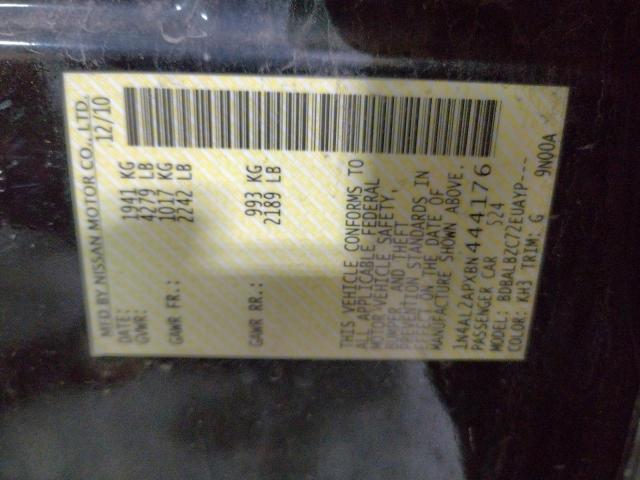 MFD BY NISSAN MOTOR CO., LTD.
DATE: 12/10
GVWR: 1941 KG
4279 LB
GAWR FR.: 1017 KG
2242 LB
GAWR RR.: 993 KG
2189 LB
THIS VEHICLE CONFORMS TO
ALL APPLICABLE FEDERAL
MOTOR VEHICLE SAFETY,
BUMPER, AND THEFT
PREVENTION STANDARDS IN
EFFECT ON THE DATE OF
MANUFACTURE SHOWN ABOVE.
1N4AL2APXBN444176
PASSENGER CAR 524
MODEL: BDBALBZC72EUAYP---
COLOR: KH3 TRIM: G 9N00A